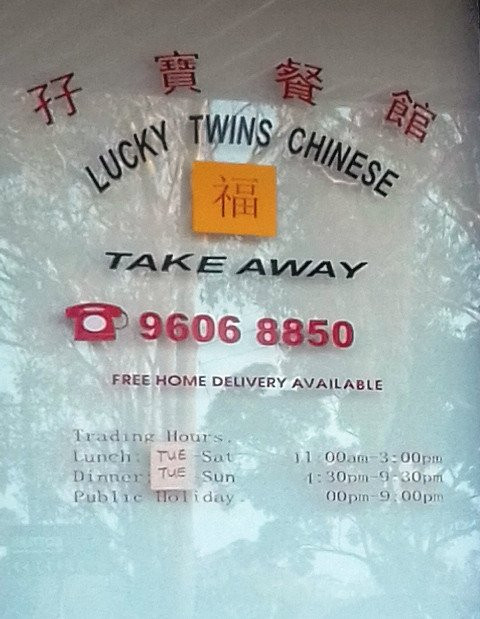 孖寶餐館
LUCKY TWINS CHINESE
福
TAKE AWAY
9606 8850
FREE HOME DELIVERY AVAILABLE
Trading Hours.
Lunch: TUE -Sat 11:00am-3:00pm
Dinner TUE Sun 4:30pm-9:30pm
Public Holiday. 00pm-9:00pm